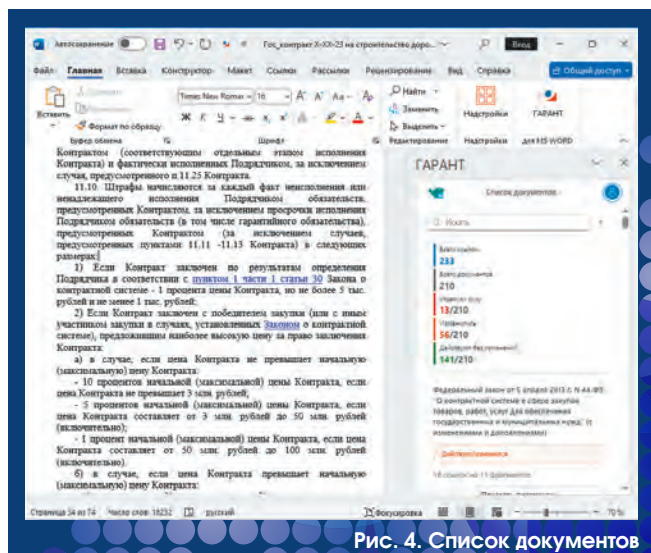 Автосохранение
Гос_контракт X-XXX-23 на строительство доро...
Вход
Файл Главная Вставка Конструктор Макет Ссылки Рассылки Рецензирование Вид Справка
Общий доступ
Вставить
Формат по образцу
Буфер обмена
Times New Roman 16
Ж К Ч
Шрифт
Найти
Заменить
Выделить
Редактирование
Надстройки
Надстройки
ГАРАНТ
для MS WORD
Контрактом (соответствующим отдельным этапом исполнения
Контракта) и фактически исполненных Подрядчиком, за исключением
случая, предусмотренного п.11.25 Контракта.
11.10. Штрафы начисляются за каждый факт неисполнения или
ненадлежащего исполнения Подрядчиком обязательств,
предусмотренных Контрактом, за исключением просрочки исполнения
Подрядчиком обязательств (в том числе гарантийного обязательства),
предусмотренных Контрактом (за исключением случаев,
предусмотренных пунктами 11.11 -11.13 Контракта) в следующих
размерах:
1) Если Контракт заключен по результатам определения
Подрядчика в соответствии с пунктом 1 части 1 статьи 30 Закона о
контрактной системе - 1 процента цены Контракта, но не более 5 тыс.
рублей и не менее 1 тыс. рублей;
2) Если Контракт заключен с победителем закупки (или с иным
участником закупки в случаях, установленных Законом о контрактной
системе), предложившим наиболее высокую цену за право заключения
Контракта:
а) в случае, если цена Контракта не превышает начальную
(максимальную) цену Контракта:
- 10 процентов начальной (максимальной) цены Контракта, если
цена Контракта не превышает 3 млн. рублей;
- 5 процентов начальной (максимальной) цены Контракта, если
цена Контракта составляет от 3 млн. рублей до 50 млн. рублей
(включительно);
- 1 процент начальной (максимальной) цены Контракта, если цена
Контракта составляет от 50 млн. рублей до 100 млн. рублей
(включительно).
б) в случае, если цена Контракта превышает начальную
(максимальную) цену Контракта:
ГАРАНТ
Список документов
Искать
Всего ссылок
233
Всего документов
210
Утратили силу
13/210
Изменились
56/210
Действуют без изменений
141/210
Федеральный закон от 5 апреля 2013 г. N 44-ФЗ
"О контрактной системе в сфере закупок
товаров, работ, услуг для обеспечения
государственных и муниципальных нужд" (с
изменениями и дополнениями)
Страница 54 из 74 Число слов: 18232 русский
Фокусировка
70%
Рис. 4. Список документов